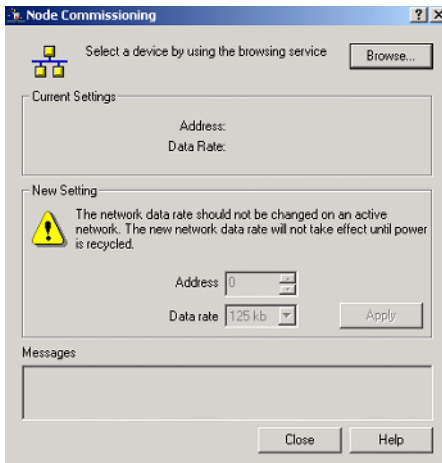 Node Commissioning
Select a device by using the browsing service
Browse...
Current Settings
Address:
Data Rate:
New Setting
The network data rate should not be changed on an active
network. The new network data rate will not take effect until power
is recycled.
Address 0
Data rate 125 kb
Apply
Messages
Close
Help